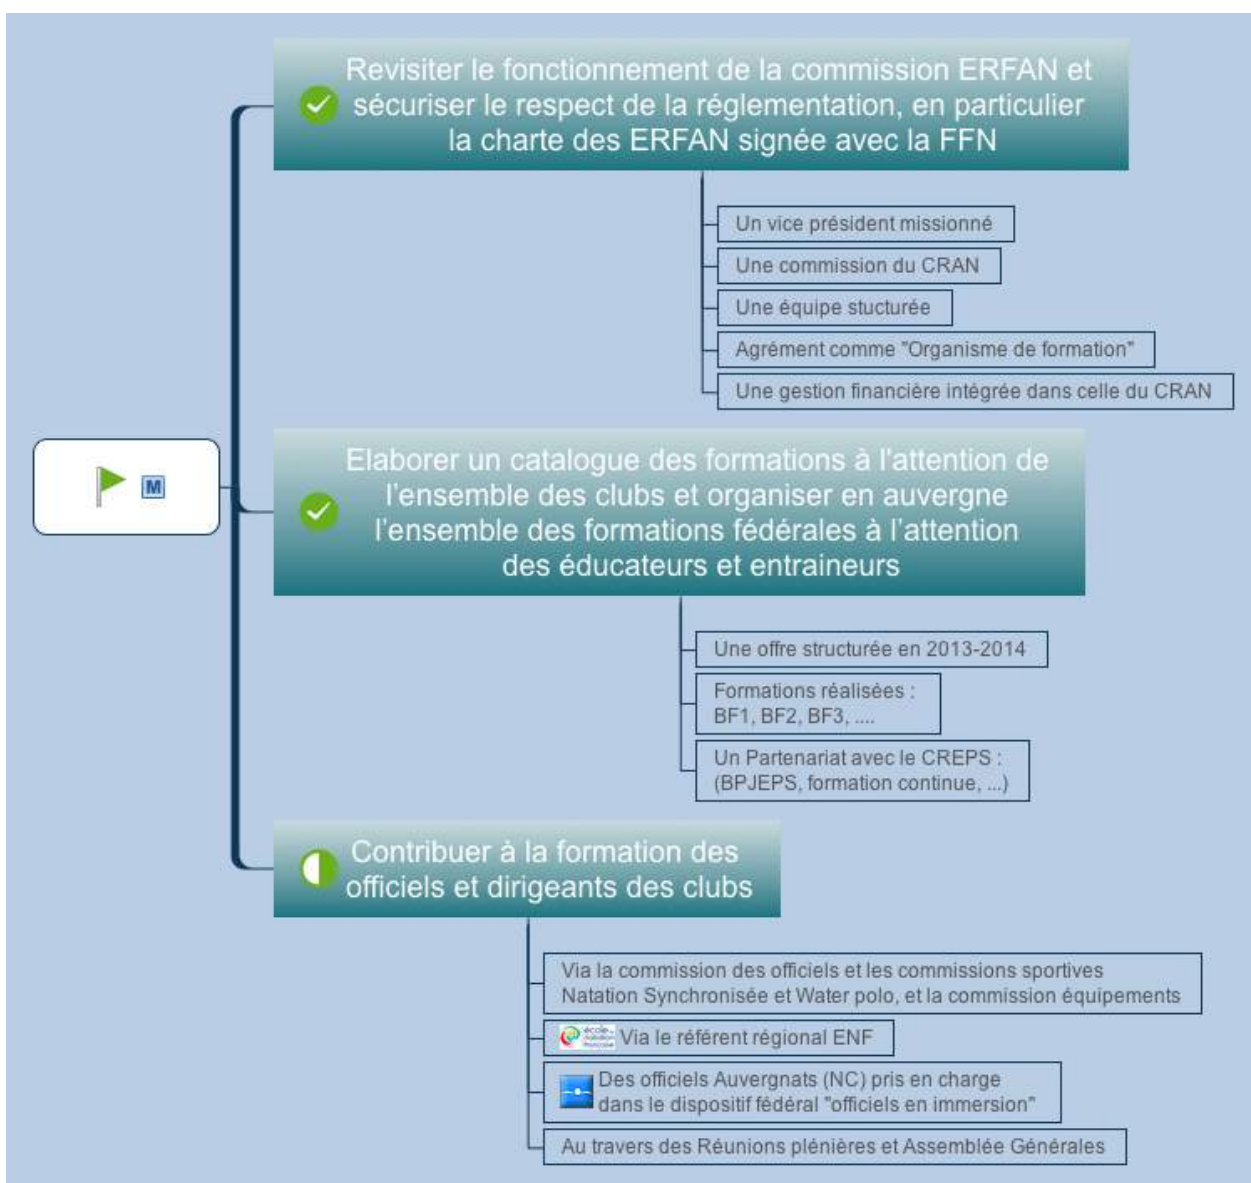 Revisiter le fonctionnement de la commission ERFAN et
sécuriser le respect de la réglementation, en particulier
la charte des ERFAN signée avec la FFN
Un vice président missionné
Une commission du CRAN
Une équipe stucturée
Agrément comme "Organisme de formation"
Une gestion financière intégrée dans celle du CRAN
M
Elaborer un catalogue des formations à l'attention de
l'ensemble des clubs et organiser en auvergne
l'ensemble des formations fédérales à l'attention
des éducateurs et entraineurs
Une offre structurée en 2013-2014
Formations réalisées :
BF1, BF2, BF3, ....
Un Partenariat avec le CREPS :
(BPJEPS, formation continue, ...)
Contribuer à la formation des
officiels et dirigeants des clubs
Via la commission des officiels et les commissions sportives
Natation Synchronisée et Water polo, et la commission équipements
école
natation
française
Via le référent régional ENF
Des officiels Auvergnats (NC) pris en charge
dans le dispositif fédéral "officiels en immersion"
Au travers des Réunions plénières et Assemblée Générales